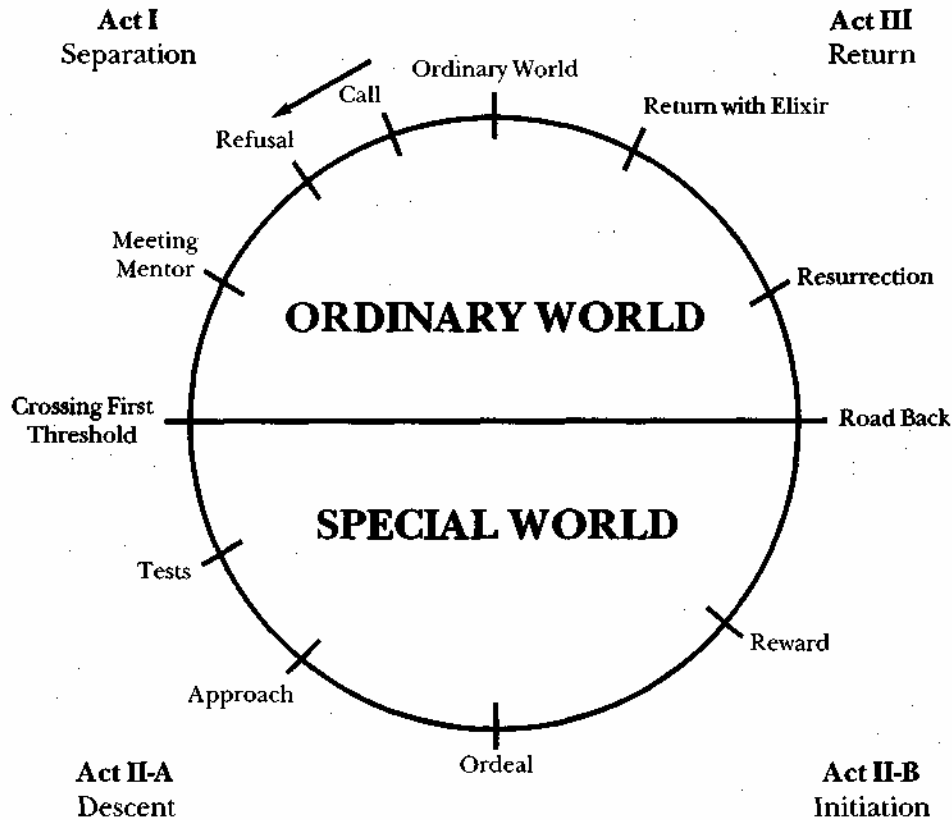 Act I
Separation
Act III
Return
Ordinary World
Call
Return with Elixir
Refusal
Meeting
Mentor
Resurrection
ORDINARY WORLD
Crossing First
Threshold
Road Back
SPECIAL WORLD
Tests
Reward
Approach
Ordeal
Act II-A
Descent
Act II-B
Initiation